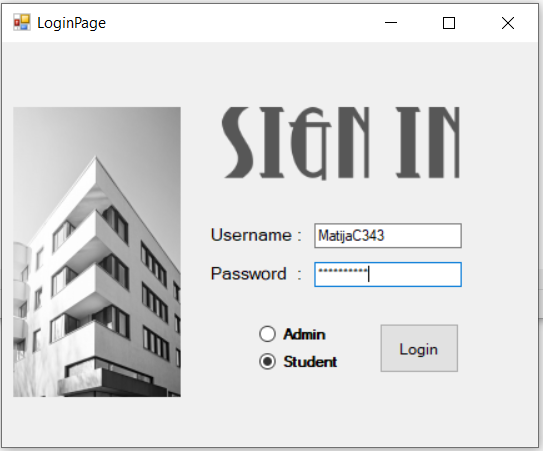 LoginPage
SIGN IN
Username : MatijaC343
Password : **********
Admin
Student
Login